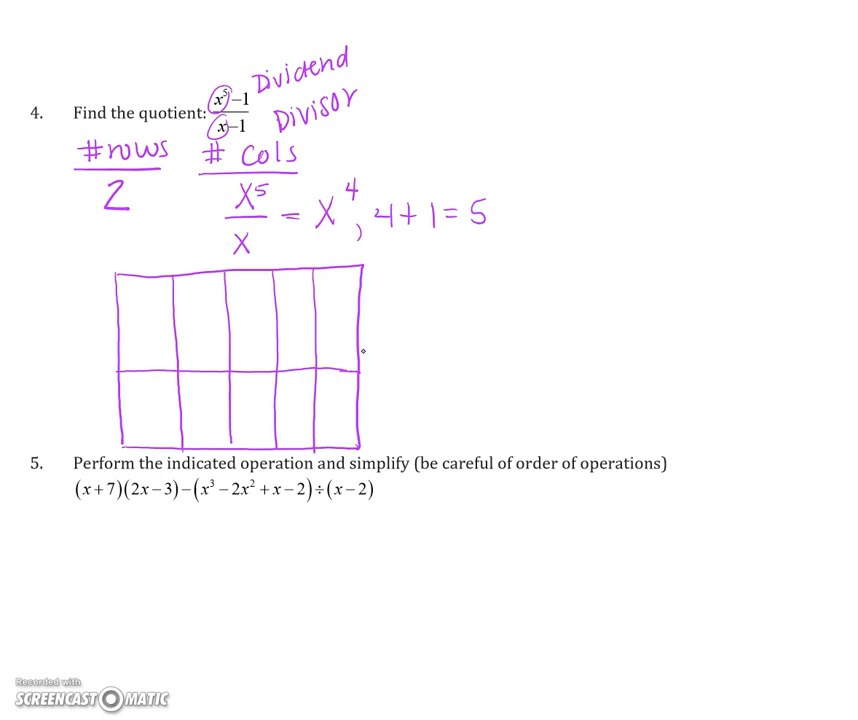 4. Find the quotient: x⁵−1 / x−1
Dividend
Divisor
# rows # cols
2 x⁵ / x = x⁴, 4+1=5
5. Perform the indicated operation and simplify (be careful of order of operations)
(x+7)(2x−3)−(x³−2x²+x−2)÷(x−2)
Recorded with
SCREENCAST O MATIC